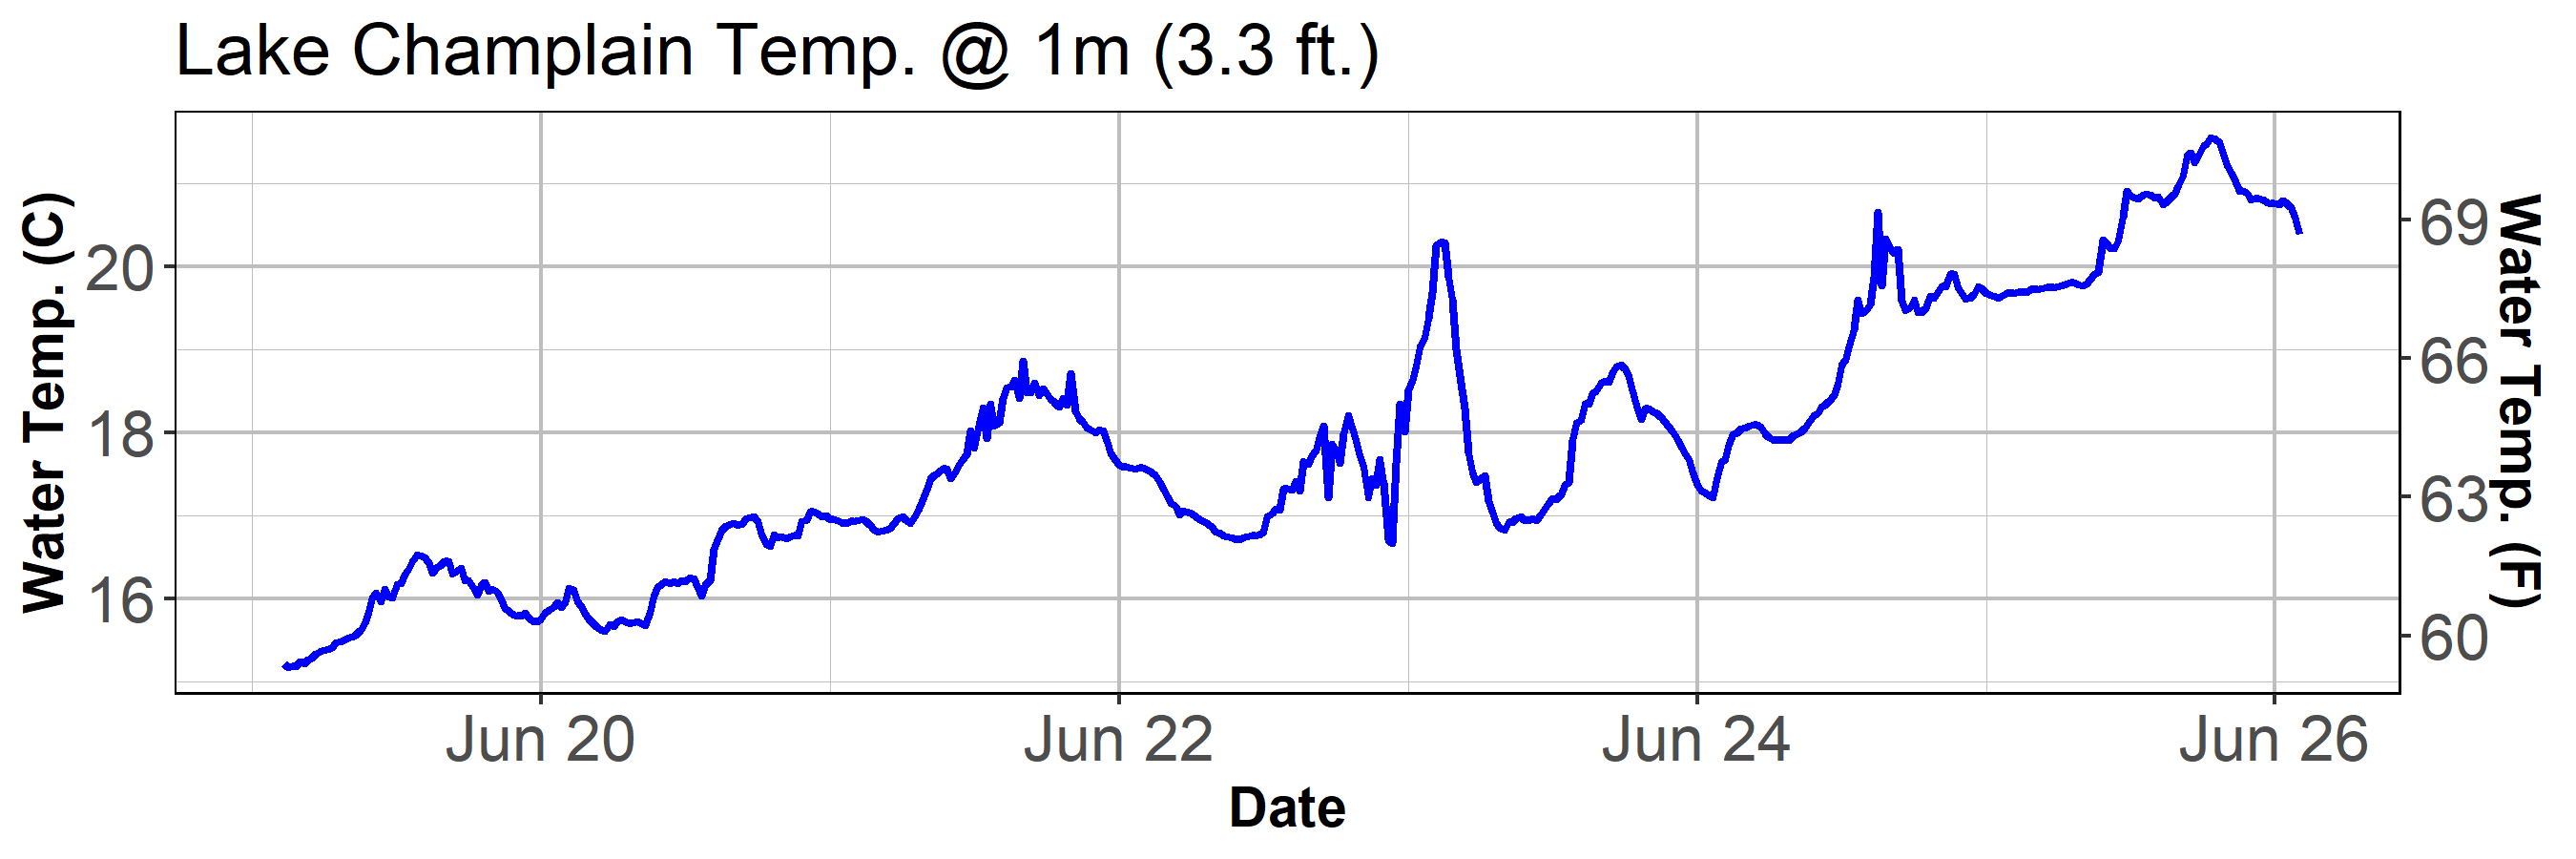 Lake Champlain Temp. @ 1m (3.3 ft.)
Water Temp. (C)
20
18
16
69
66
63
60
Water Temp. (F)
Jun 20 Jun 22 Jun 24 Jun 26
Date